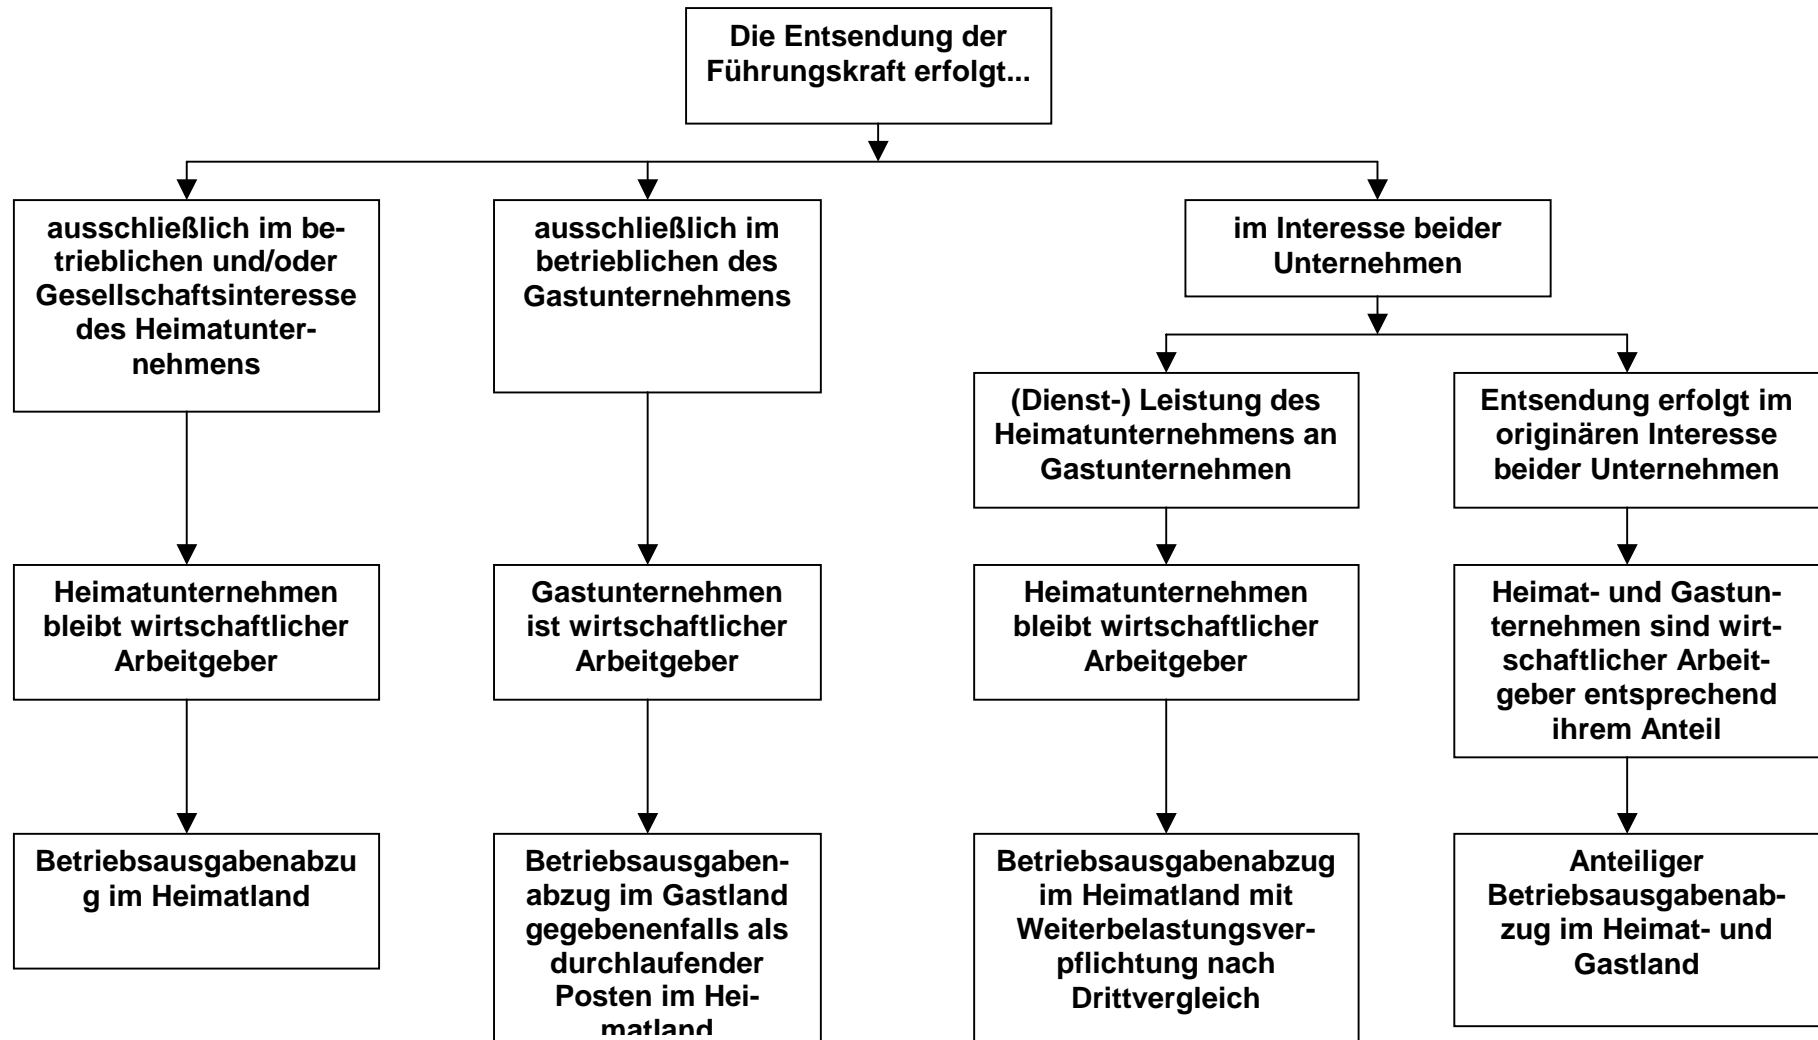 Die Entsendung der
Führungskraft erfolgt...
ausschließlich im be-
trieblichen und/oder
Gesellschaftsinteresse
des Heimatunter-
nehmens
ausschließlich im
betrieblichen des
Gastunternehmens
im Interesse beider
Unternehmen
(Dienst-) Leistung des
Heimatunternehmens an
Gastunternehmen
Entsendung erfolgt im
originären Interesse
beider Unternehmen
Heimatunternehmen
bleibt wirtschaftlicher
Arbeitgeber
Gastunternehmen
ist wirtschaftlicher
Arbeitgeber
Heimatunternehmen
bleibt wirtschaftlicher
Arbeitgeber
Heimat- und Gastun-
ternehmen sind wirt-
schaftlicher Arbeit-
geber entsprechend
ihrem Anteil
Betriebsausgabenabzu
g im Heimatland
Betriebsausgaben-
abzug im Gastland
gegebenenfalls als
durchlaufender
Posten im Hei-
matland
Betriebsausgabenabzug
im Heimatland mit
Weiterbelastungsver-
pflichtung nach
Drittvergleich
Anteiliger
Betriebsausgabenab-
zug im Heimat- und
Gastland